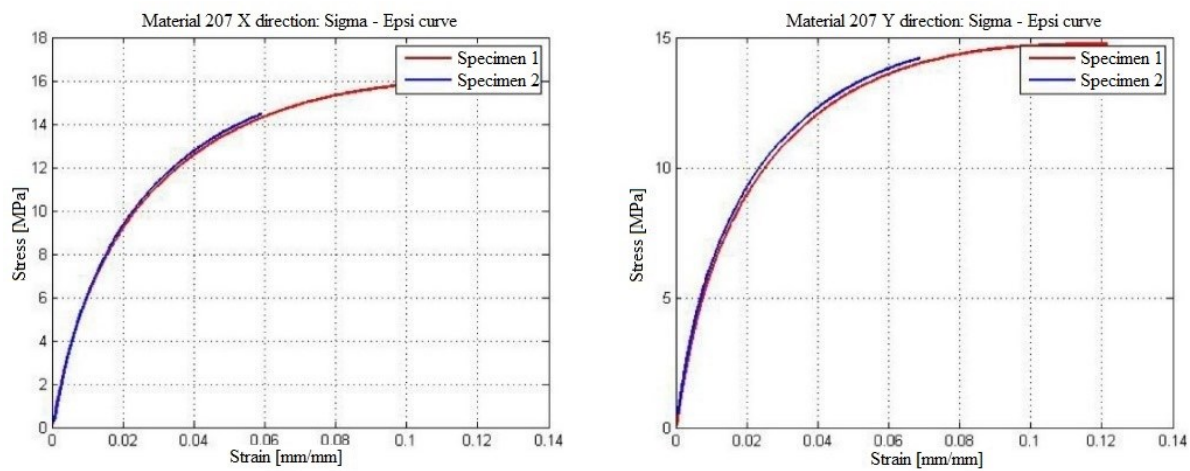 Material 207 X direction: Sigma - Epsi curve
18
16
14
12
10
8
6
4
2
0
Stress [MPa]
Specimen 1
Specimen 2
0 0.02 0.04 0.06 0.08 0.1 0.12 0.14
Strain [mm/mm]
Material 207 Y direction: Sigma - Epsi curve
15
10
5
0
Stress [MPa]
Specimen 1
Specimen 2
0 0.02 0.04 0.06 0.08 0.1 0.12 0.14
Strain [mm/mm]